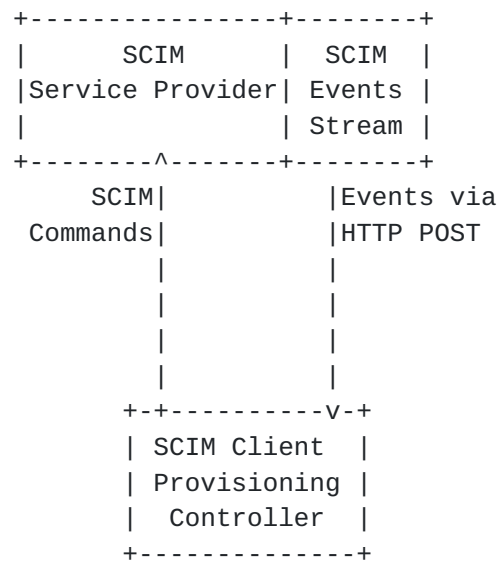 SCIM SCIM
Service Provider Events
Stream
SCIM Events via
Commands HTTP POST
SCIM Client
Provisioning
Controller